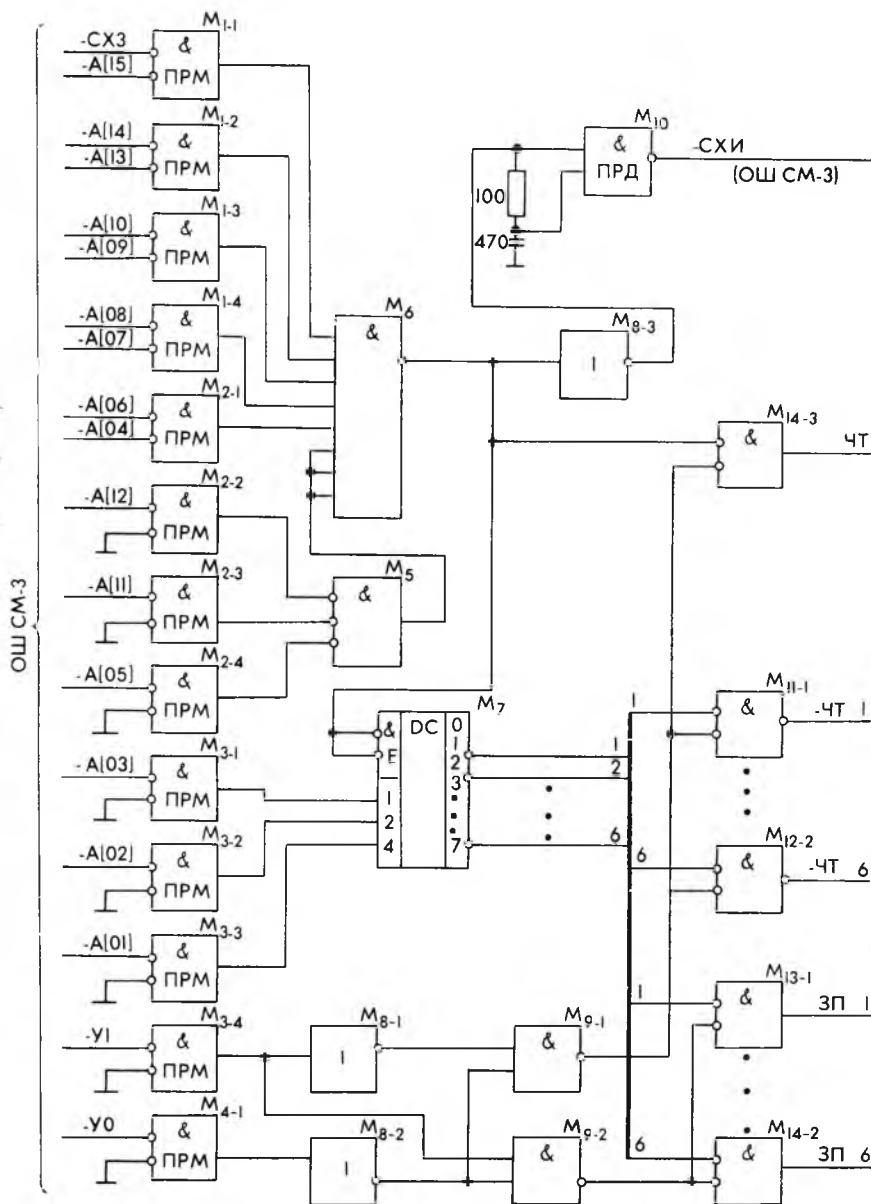 ОШ СМ-3
-СХЗ
-А[15]
M1-1
&
ПРМ
-А[14]
-А[13]
M1-2
&
ПРМ
-А[10]
-А[09]
M1-3
&
ПРМ
-А[08]
-А[07]
M1-4
&
ПРМ
-А[06]
-А[04]
M2-1
&
ПРМ
-А[12]
M2-2
&
ПРМ
-А[11]
M2-3
&
ПРМ
-А[05]
M2-4
&
ПРМ
-А[03]
M3-1
&
ПРМ
-А[02]
M3-2
&
ПРМ
-А[01]
M3-3
&
ПРМ
-У1
M3-4
&
ПРМ
-У0
M4-1
&
ПРМ
M5
&
M6
&
M7
&
E
1
2
4
DC
0
1
2
3
7
1
2
6
M8-1
1
M8-2
1
M8-3
1
M9-1
&
M9-2
&
100
470
M10
&
ПРД
-СХИ
(ОШ СМ-3)
M14-3
&
ЧТ
1
M11-1
&
-ЧТ 1
6
M12-2
&
-ЧТ 6
1
M13-1
&
ЗП 1
6
M14-2
&
ЗП 6